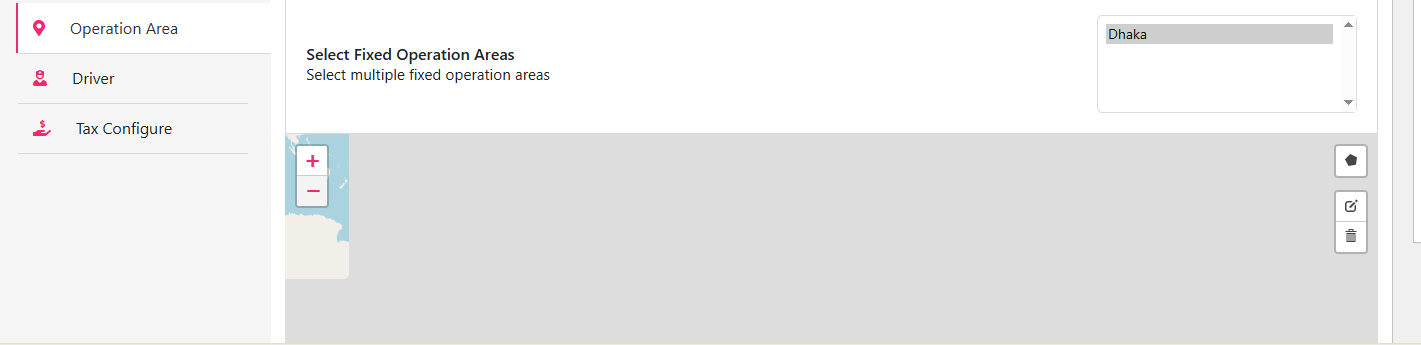 Operation Area
Driver
Tax Configure
Select Fixed Operation Areas
Select multiple fixed operation areas
Dhaka
+
−